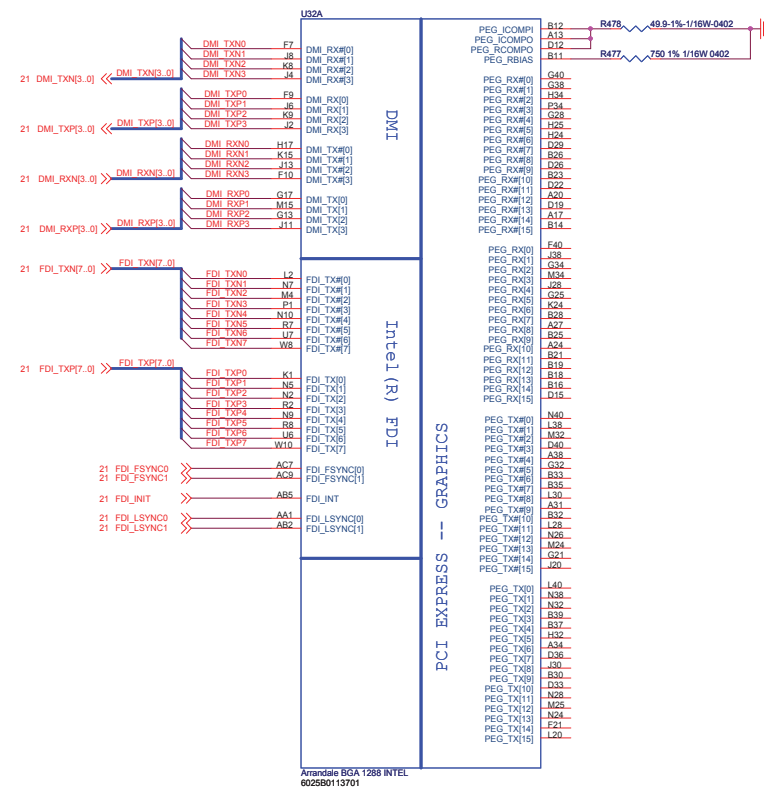 U32A
DMI
DMI_TXN0 F7 DMI_RX#[0]
DMI_TXN1 J8 DMI_RX#[1]
DMI_TXN2 K8 DMI_RX#[2]
DMI_TXN3 J4 DMI_RX#[3]
21 DMI_TXN[3..0] DMI_TXN[3..0]
DMI_TXP0 F9 DMI_RX[0]
DMI_TXP1 J6 DMI_RX[1]
DMI_TXP2 K9 DMI_RX[2]
DMI_TXP3 J2 DMI_RX[3]
21 DMI_TXP[3..0] DMI_TXP[3..0]
DMI_RXN0 H17 DMI_TX#[0]
DMI_RXN1 K15 DMI_TX#[1]
DMI_RXN2 J13 DMI_TX#[2]
DMI_RXN3 F10 DMI_TX#[3]
21 DMI_RXN[3..0] DMI_RXN[3..0]
DMI_RXP0 G17 DMI_TX[0]
DMI_RXP1 M15 DMI_TX[1]
DMI_RXP2 G13 DMI_TX[2]
DMI_RXP3 J11 DMI_TX[3]
21 DMI_RXP[3..0] DMI_RXP[3..0]
Intel(R) FDI
21 FDI_TXN[7..0] FDI_TXN[7..0]
FDI_TXN0 L2 FDI_TX#[0]
FDI_TXN1 N7 FDI_TX#[1]
FDI_TXN2 M4 FDI_TX#[2]
FDI_TXN3 P1 FDI_TX#[3]
FDI_TXN4 N10 FDI_TX#[4]
FDI_TXN5 R7 FDI_TX#[5]
FDI_TXN6 U7 FDI_TX#[6]
FDI_TXN7 W8 FDI_TX#[7]
21 FDI_TXP[7..0] FDI_TXP[7..0]
FDI_TXP0 K1 FDI_TX[0]
FDI_TXP1 N5 FDI_TX[1]
FDI_TXP2 N2 FDI_TX[2]
FDI_TXP3 R2 FDI_TX[3]
FDI_TXP4 N9 FDI_TX[4]
FDI_TXP5 R8 FDI_TX[5]
FDI_TXP6 U6 FDI_TX[6]
FDI_TXP7 W10 FDI_TX[7]
21 FDI_FSYNC0 AC7 FDI_FSYNC[0]
21 FDI_FSYNC1 AC9 FDI_FSYNC[1]
21 FDI_INIT AB5 FDI_INT
21 FDI_LSYNC0 AA1 FDI_LSYNC[0]
21 FDI_LSYNC1 AB2 FDI_LSYNC[1]
PCI EXPRESS -- GRAPHICS
PEG_ICOMPI B12 R478 49.9-1%-1/16W-0402
PEG_ICOMPO A13
PEG_RCOMPO D12
PEG_RBIAS B11 R477 750 1% 1/16W 0402
PEG_RX#[0] G40
PEG_RX#[1] G38
PEG_RX#[2] H34
PEG_RX#[3] P34
PEG_RX#[4] G28
PEG_RX#[5] H25
PEG_RX#[6] H24
PEG_RX#[7] D29
PEG_RX#[8] B26
PEG_RX#[9] D26
PEG_RX#[10] B23
PEG_RX#[11] D22
PEG_RX#[12] A20
PEG_RX#[13] D19
PEG_RX#[14] A17
PEG_RX#[15] B14
PEG_RX[0] F40
PEG_RX[1] J38
PEG_RX[2] G34
PEG_RX[3] M34
PEG_RX[4] J28
PEG_RX[5] G25
PEG_RX[6] K24
PEG_RX[7] B28
PEG_RX[8] A27
PEG_RX[9] B25
PEG_RX[10] A24
PEG_RX[11] B21
PEG_RX[12] B19
PEG_RX[13] B18
PEG_RX[14] B16
PEG_RX[15] D15
PEG_TX#[0] N40
PEG_TX#[1] L38
PEG_TX#[2] M32
PEG_TX#[3] D40
PEG_TX#[4] A38
PEG_TX#[5] G32
PEG_TX#[6] B33
PEG_TX#[7] B35
PEG_TX#[8] L30
PEG_TX#[9] A31
PEG_TX#[10] B32
PEG_TX#[11] L28
PEG_TX#[12] N26
PEG_TX#[13] M24
PEG_TX#[14] G21
PEG_TX#[15] J20
PEG_TX[0] L40
PEG_TX[1] N38
PEG_TX[2] N32
PEG_TX[3] B39
PEG_TX[4] B37
PEG_TX[5] H32
PEG_TX[6] A34
PEG_TX[7] D36
PEG_TX[8] J30
PEG_TX[9] B30
PEG_TX[10] D33
PEG_TX[11] N28
PEG_TX[12] M25
PEG_TX[13] N24
PEG_TX[14] F21
PEG_TX[15] L20
Arrandale BGA 1288 INTEL
6025B0113701